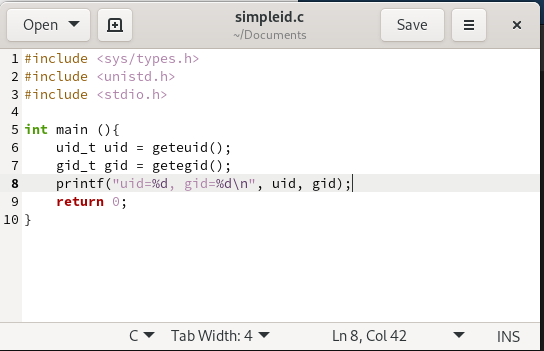 Open simpleid.c Save
~/Documents
1 #include <sys/types.h>
2 #include <unistd.h>
3 #include <stdio.h>
4
5 int main (){
6     uid_t uid = geteuid();
7     gid_t gid = getegid();
8     printf("uid=%d, gid=%d\n", uid, gid);
9     return 0;
10 }
C Tab Width: 4 Ln 8, Col 42 INS